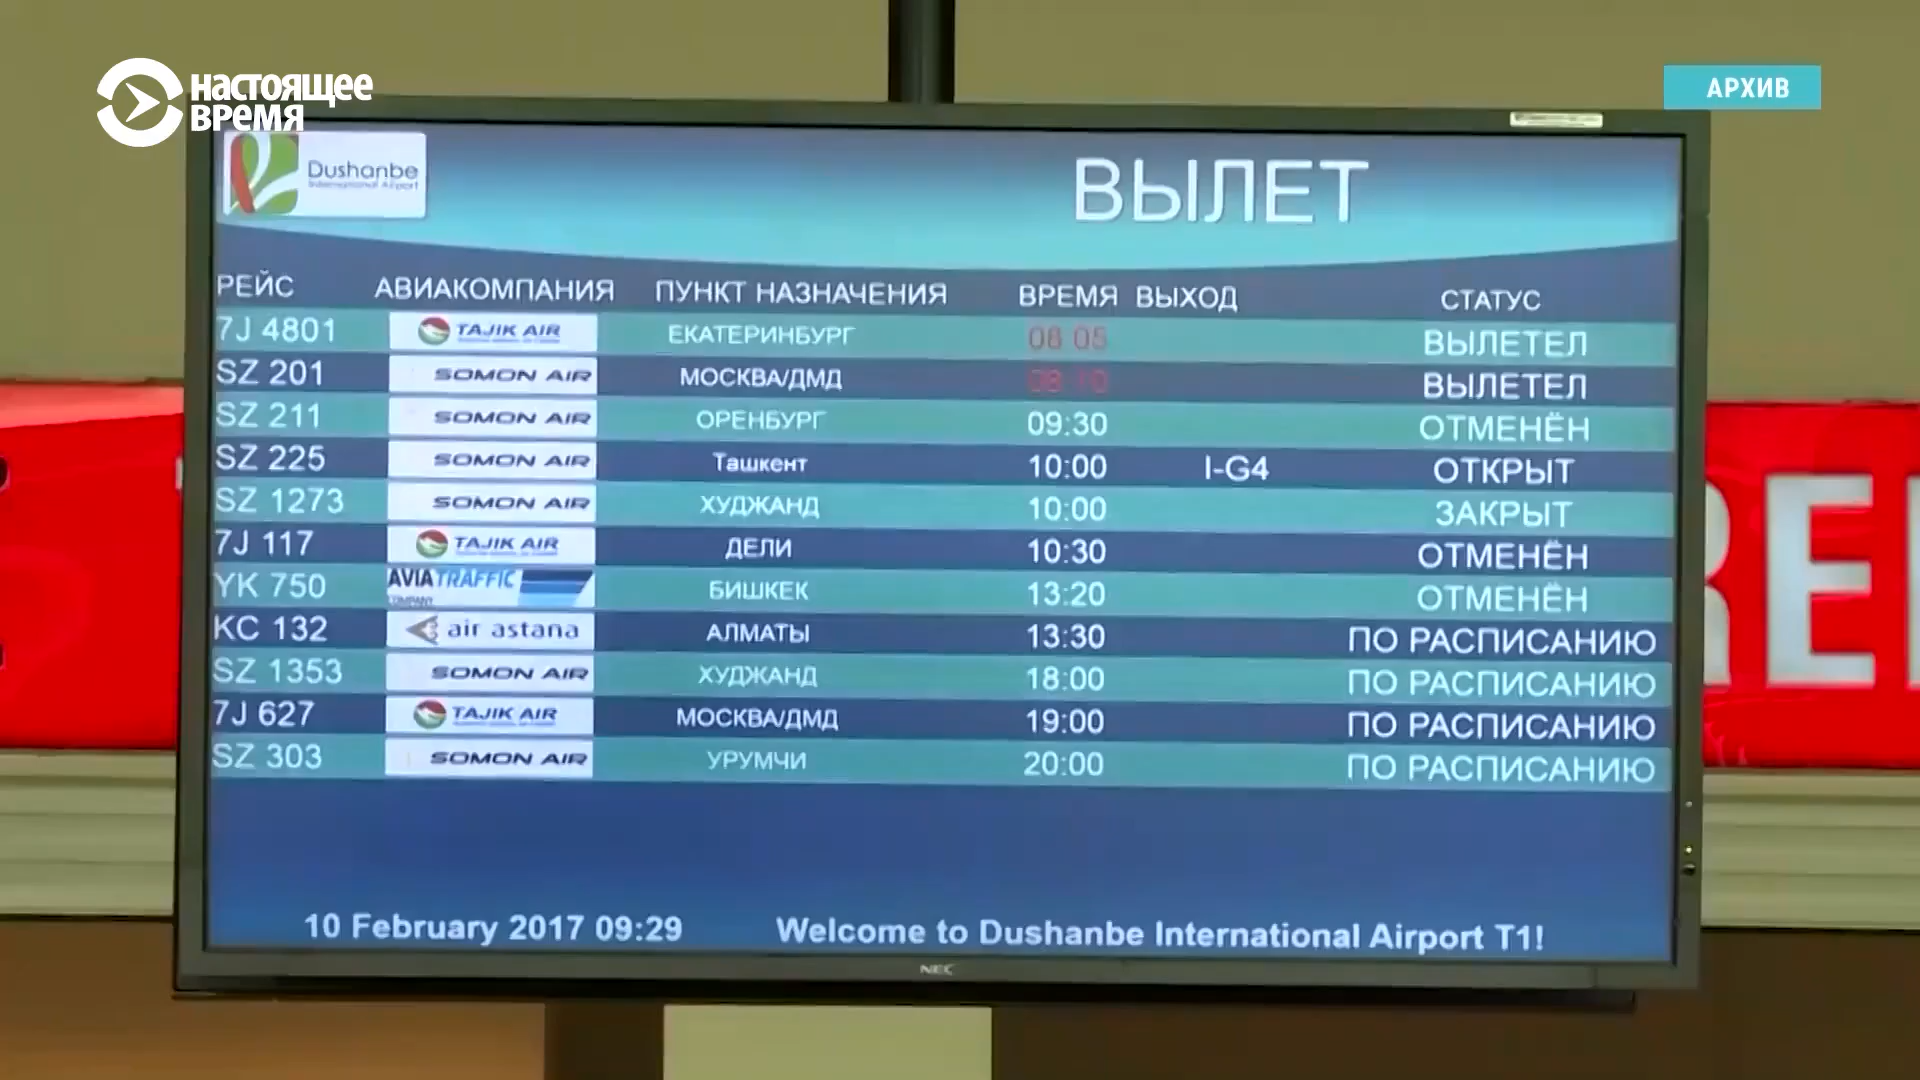 НАСТОЯЩЕЕ
ВРЕМЯ
АРХИВ
Dushanbe
International Airport
ВЫЛЕТ
РЕЙС АВИАКОМПАНИЯ ПУНКТ НАЗНАЧЕНИЯ ВРЕМЯ ВЫХОД СТАТУС
7J 4801 TAJIK AIR ЕКАТЕРИНБУРГ 08 05 ВЫЛЕТЕЛ
SZ 201 SOMON AIR МОСКВА/ДМД 08 10 ВЫЛЕТЕЛ
SZ 211 SOMON AIR ОРЕНБУРГ 09:30 ОТМЕНЁН
SZ 225 SOMON AIR Ташкент 10:00 I-G4 ОТКРЫТ
SZ 1273 SOMON AIR ХУДЖАНД 10:00 ЗАКРЫТ
7J 117 TAJIK AIR ДЕЛИ 10:30 ОТМЕНЁН
YK 750 AVIATRAFFIC COMPANY БИШКЕК 13:20 ОТМЕНЁН
KC 132 air astana АЛМАТЫ 13:30 ПО РАСПИСАНИЮ
SZ 1353 SOMON AIR ХУДЖАНД 18:00 ПО РАСПИСАНИЮ
7J 627 TAJIK AIR МОСКВА/ДМД 19:00 ПО РАСПИСАНИЮ
SZ 303 SOMON AIR УРУМЧИ 20:00 ПО РАСПИСАНИЮ
10 February 2017 09:29 Welcome to Dushanbe International Airport T1!
NEC